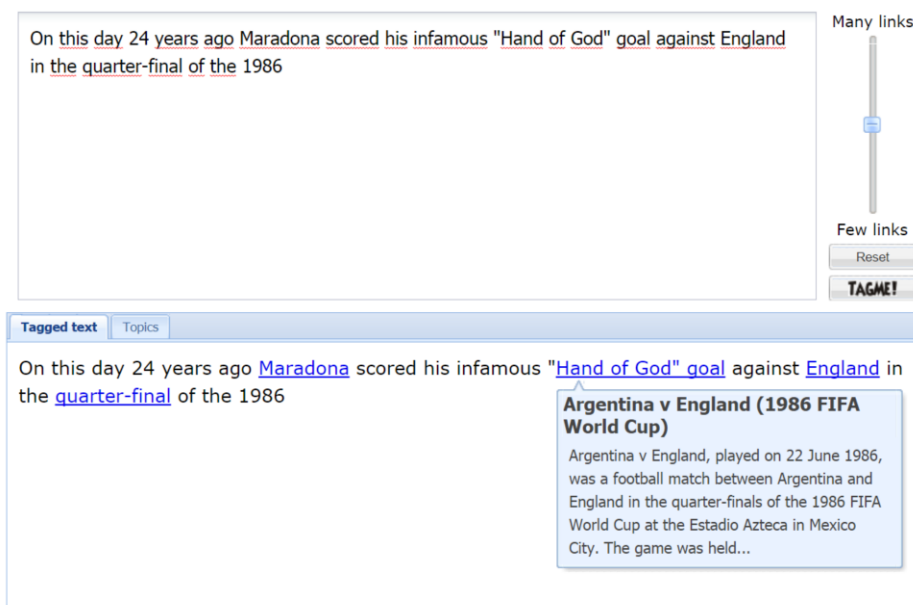 Many links
On this day 24 years ago Maradona scored his infamous "Hand of God" goal against England
in the quarter-final of the 1986
Few links
Reset
TAGME!
Tagged text
Topics
On this day 24 years ago Maradona scored his infamous "Hand of God" goal against England in
the quarter-final of the 1986
Argentina v England (1986 FIFA
World Cup)
Argentina v England, played on 22 June 1986,
was a football match between Argentina and
England in the quarter-finals of the 1986 FIFA
World Cup at the Estadio Azteca in Mexico
City. The game was held...